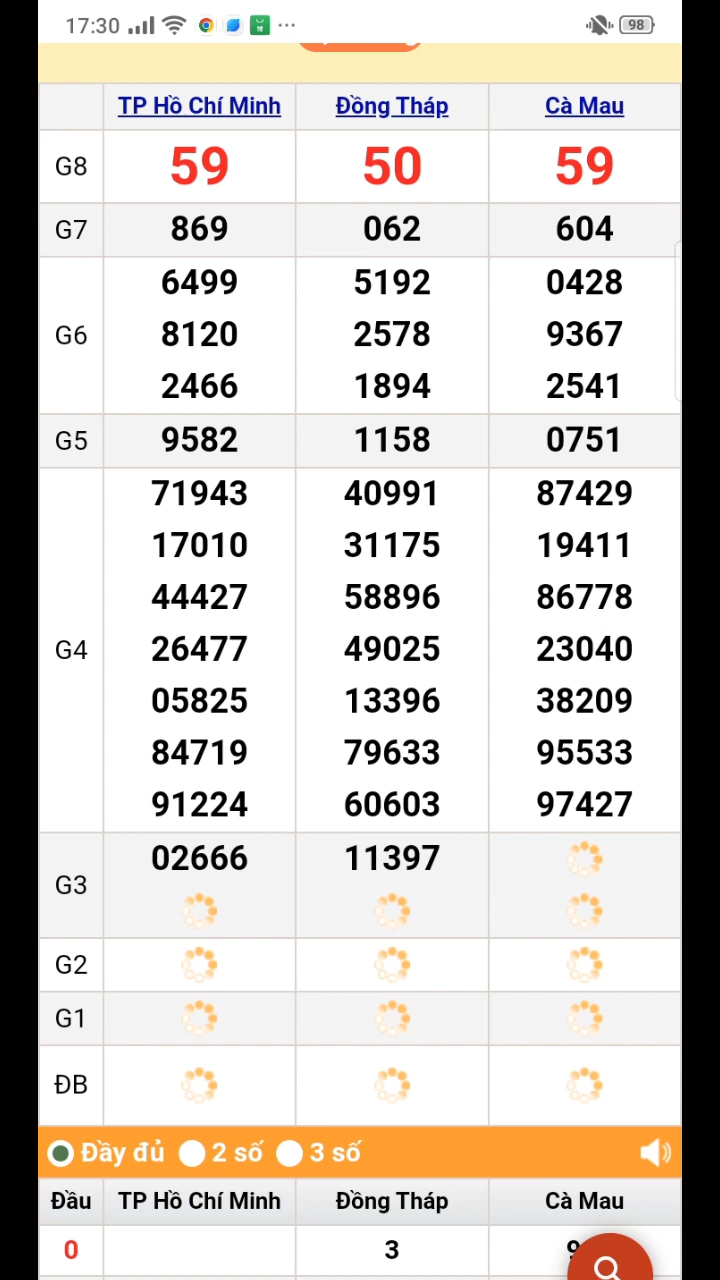 17:30 98
TP Hồ Chí Minh Đồng Tháp Cà Mau
G8 59 50 59
G7 869 062 604
6499 5192 0428
G6 8120 2578 9367
2466 1894 2541
G5 9582 1158 0751
71943 40991 87429
17010 31175 19411
44427 58896 86778
G4 26477 49025 23040
05825 13396 38209
84719 79633 95533
91224 60603 97427
02666 11397
G3
G2
G1
ĐB
Đầy đủ 2 số 3 số
Đầu TP Hồ Chí Minh Đồng Tháp Cà Mau
0 3